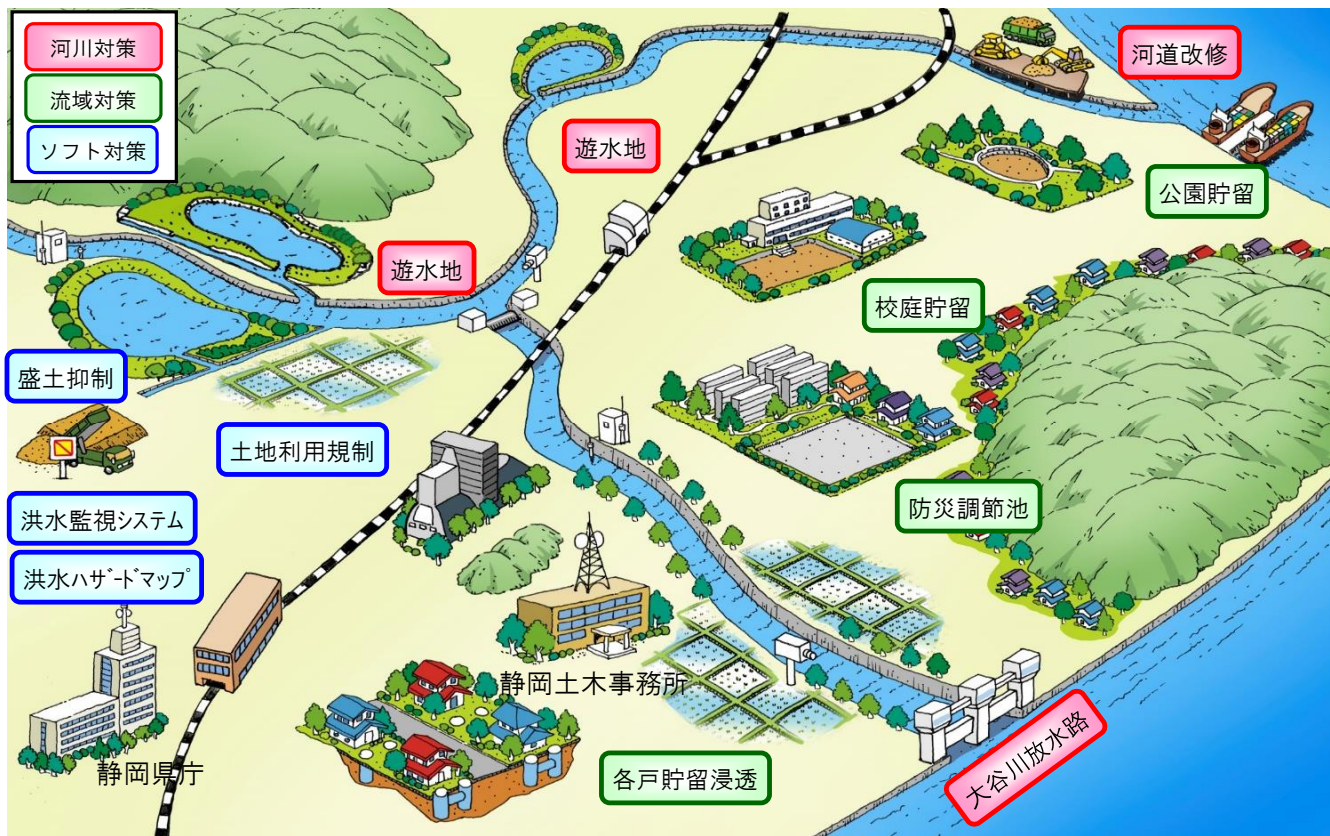 河川対策
流域対策
ソフト対策
河道改修
遊水地
公園貯留
遊水地
校庭貯留
盛土抑制
土地利用規制
防災調節池
洪水監視システム
洪水ハザードマップ
静岡土木事務所
静岡県庁
各戸貯留浸透
大谷川放水路